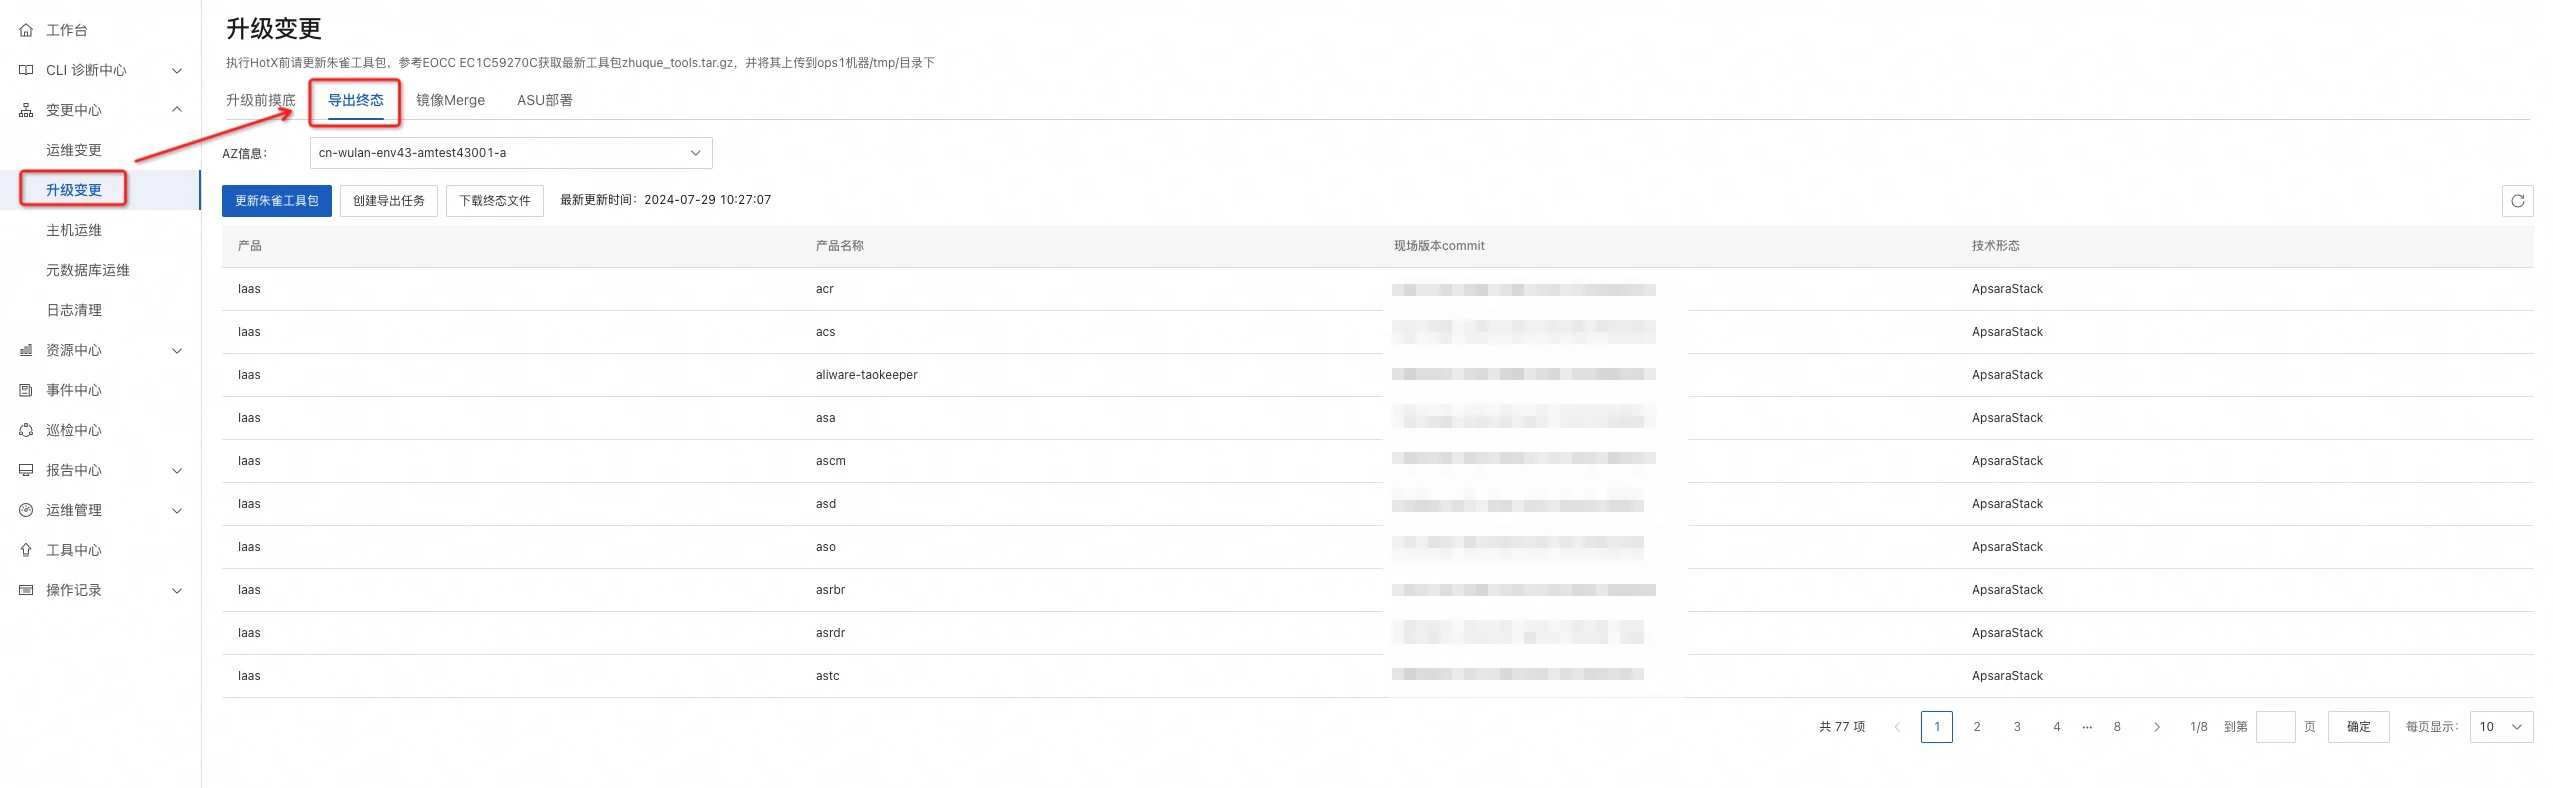 工作台
CLI 诊断中心
变更中心
运维变更
升级变更
主机运维
元数据库运维
日志清理
资源中心
事件中心
巡检中心
报告中心
运维管理
工具中心
操作记录
升级变更
执行HotX前请更新朱雀工具包，参考EOCC EC1C59270C获取最新工具包zhuque_tools.tar.gz，并将其上传到ops1机器/tmp/目录下
升级前摸底 导出终态 镜像Merge ASU部署
AZ信息： cn-wulan-env43-amtest43001-a
更新朱雀工具包 创建导出任务 下载终态文件 最新更新时间：2024-07-29 10:27:07
产品 产品名称 现场版本commit 技术形态
Iaas acr ApsaraStack
Iaas acs ApsaraStack
Iaas aliware-taokeeper ApsaraStack
Iaas asa ApsaraStack
Iaas ascm ApsaraStack
Iaas asd ApsaraStack
Iaas aso ApsaraStack
Iaas asrbr ApsaraStack
Iaas asrdr ApsaraStack
Iaas astc ApsaraStack
共 77 项 1 2 3 4 ··· 8 1/8 到第 页 确定 每页显示： 10